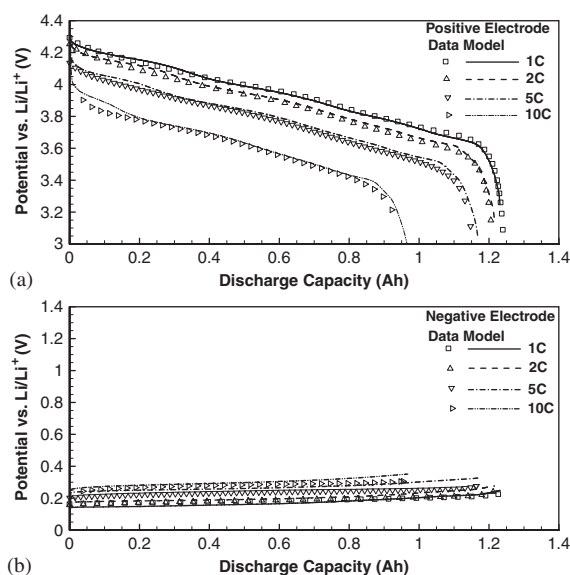 Positive Electrode
Data Model
1C
2C
5C
10C
Potential vs. Li/Li⁺ (V)
4.4
4.2
4
3.8
3.6
3.4
3.2
3
0 0.2 0.4 0.6 0.8 1 1.2 1.4
Discharge Capacity (Ah)
(a)
Negative Electrode
Data Model
1C
2C
5C
10C
Potential vs. Li/Li⁺ (V)
1.4
1.2
1
0.8
0.6
0.4
0.2
0
0 0.2 0.4 0.6 0.8 1 1.2 1.4
Discharge Capacity (Ah)
(b)